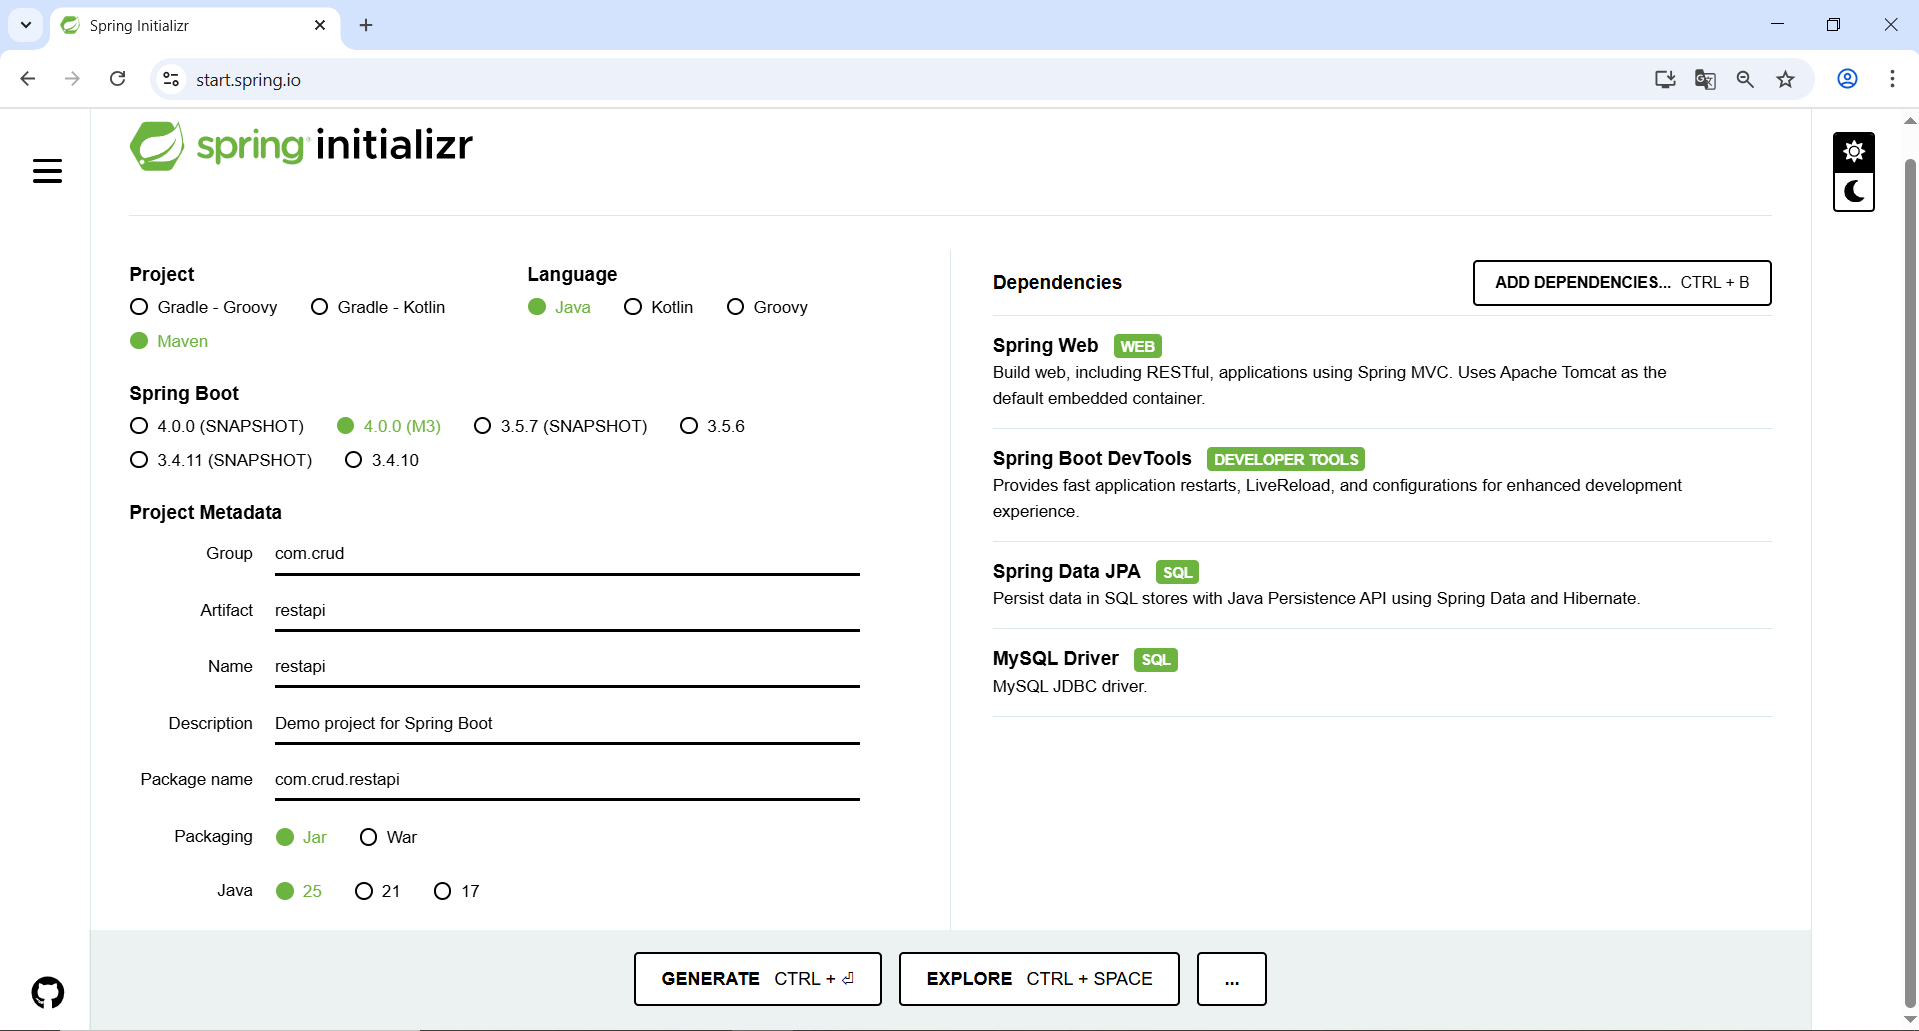 Spring Initializr
start.spring.io
spring initializr
Project
Gradle - Groovy
Gradle - Kotlin
Maven
Language
Java
Kotlin
Groovy
Spring Boot
4.0.0 (SNAPSHOT)
4.0.0 (M3)
3.5.7 (SNAPSHOT)
3.5.6
3.4.11 (SNAPSHOT)
3.4.10
Project Metadata
Group com.crud
Artifact restapi
Name restapi
Description Demo project for Spring Boot
Package name com.crud.restapi
Packaging Jar War
Java 25 21 17
Dependencies
ADD DEPENDENCIES... CTRL + B
Spring Web WEB
Build web, including RESTful, applications using Spring MVC. Uses Apache Tomcat as the
default embedded container.
Spring Boot DevTools DEVELOPER TOOLS
Provides fast application restarts, LiveReload, and configurations for enhanced development
experience.
Spring Data JPA SQL
Persist data in SQL stores with Java Persistence API using Spring Data and Hibernate.
MySQL Driver SQL
MySQL JDBC driver.
GENERATE CTRL + ⏎
EXPLORE CTRL + SPACE
...